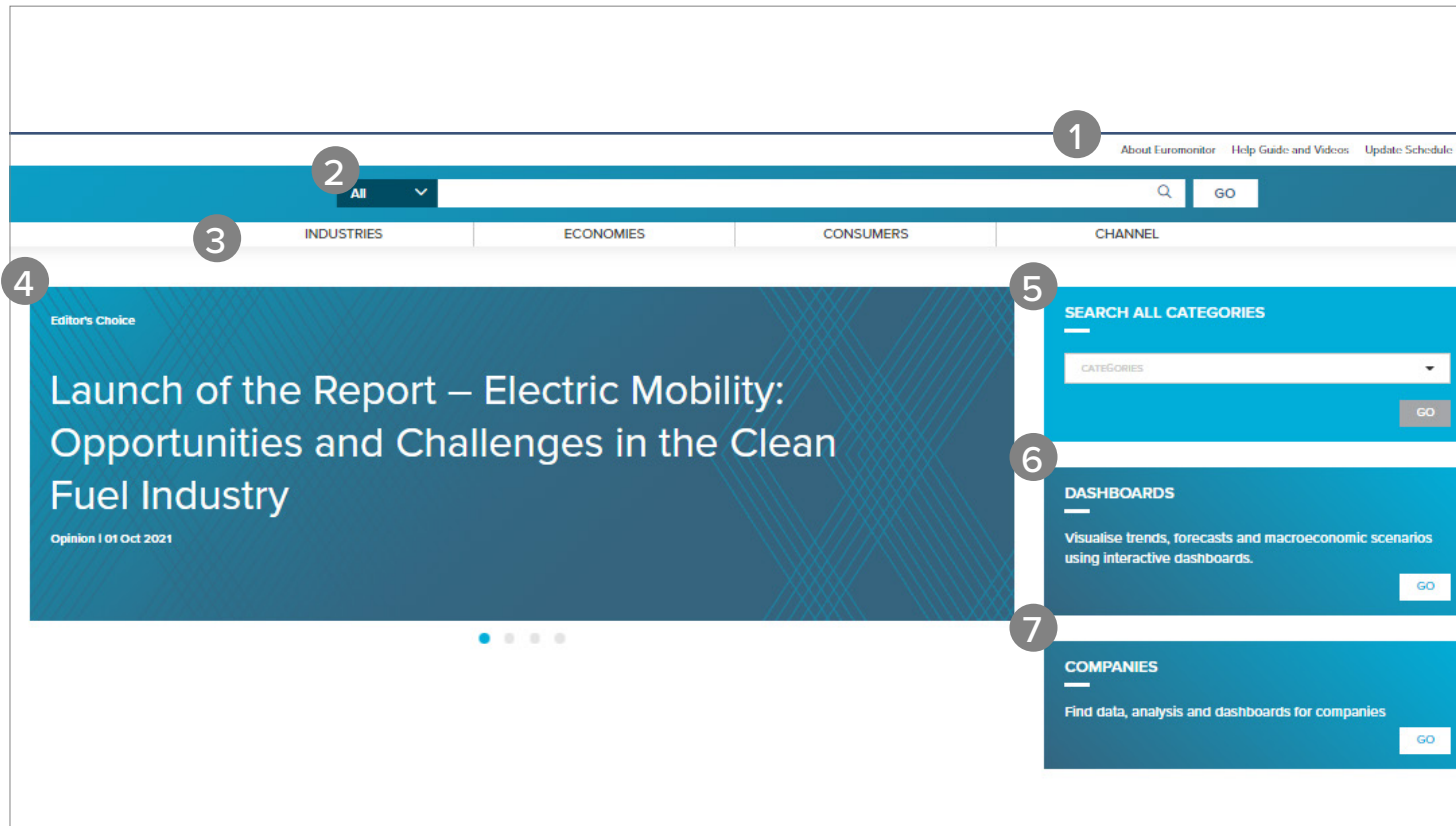 1
About Euromonitor Help Guide and Videos Update Schedule
2
All
GO
3
INDUSTRIES ECONOMIES CONSUMERS CHANNEL
4
Editor's Choice
Launch of the Report – Electric Mobility:
Opportunities and Challenges in the Clean
Fuel Industry
Opinion | 01 Oct 2021
5
SEARCH ALL CATEGORIES
CATEGORIES
GO
6
DASHBOARDS
Visualise trends, forecasts and macroeconomic scenarios
using interactive dashboards.
GO
7
COMPANIES
Find data, analysis and dashboards for companies
GO